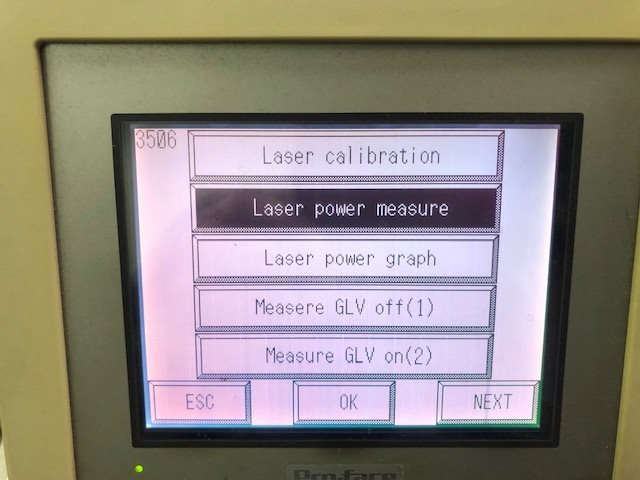 3506
Laser calibration
Laser power measure
Laser power graph
Measere GLV off(1)
Measure GLV on(2)
ESC OK NEXT
Pro-face